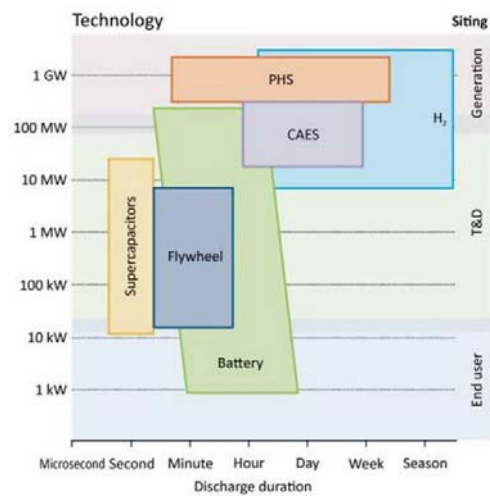 Technology Siting
1 GW
100 MW
10 MW
1 MW
100 kW
10 kW
1 kW
PHS
H₂
CAES
Supercapacitors
Flywheel
Battery
Generation
T&D
End user
Microsecond Second Minute Hour Day Week Season
Discharge duration